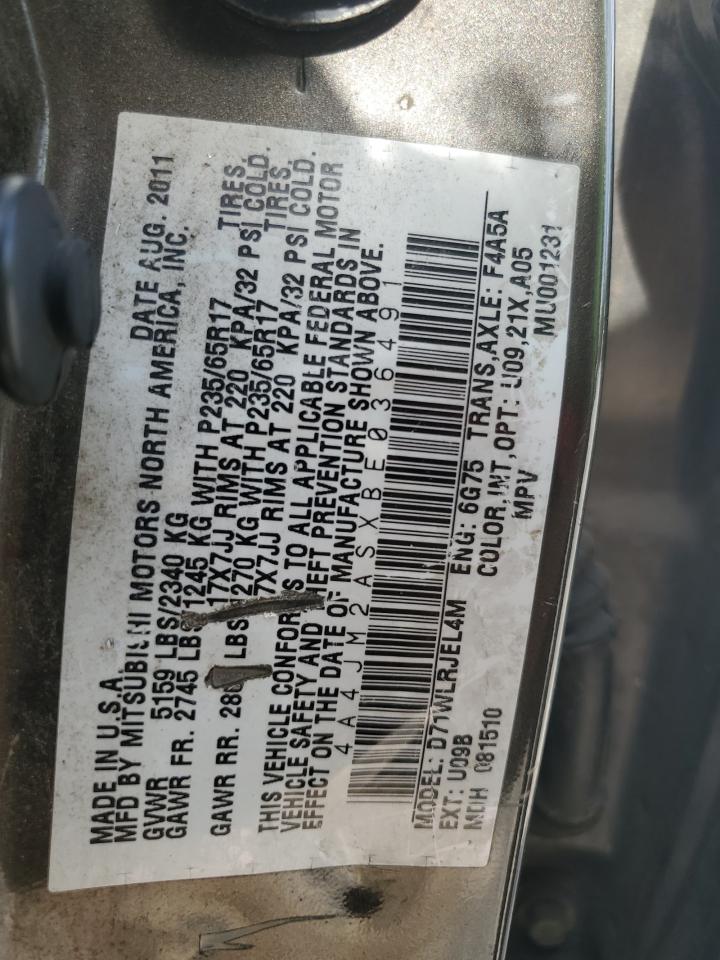 MADE IN U.S.A. DATE AUG. 2011
MFD BY MITSUBISHI MOTORS NORTH AMERICA, INC.
GVWR 5159 LBS/2340 KG
GAWR FR. 2745 LBS 1245 KG WITH P235/65R17 TIRES,
17X7JJ RIMS AT 220 KPA/32 PSI COLD.
GAWR RR. LBS 1270 KG WITH P235/65R17 TIRES,
17X7JJ RIMS AT 220 KPA/32 PSI COLD.
THIS VEHICLE CONFORMS TO ALL APPLICABLE FEDERAL MOTOR
VEHICLE SAFETY AND THEFT PREVENTION STANDARDS IN
EFFECT ON THE DATE OF MANUFACTURE SHOWN ABOVE.
4A4JM2ASXBE036491
MODEL: D71WLRJEL4M ENG: 6G75 TRANS,AXLE: F4A5A
EXT: U09B COLOR,INT,OPT: U09,21X,A05
MDH 081510 MPV MU001231